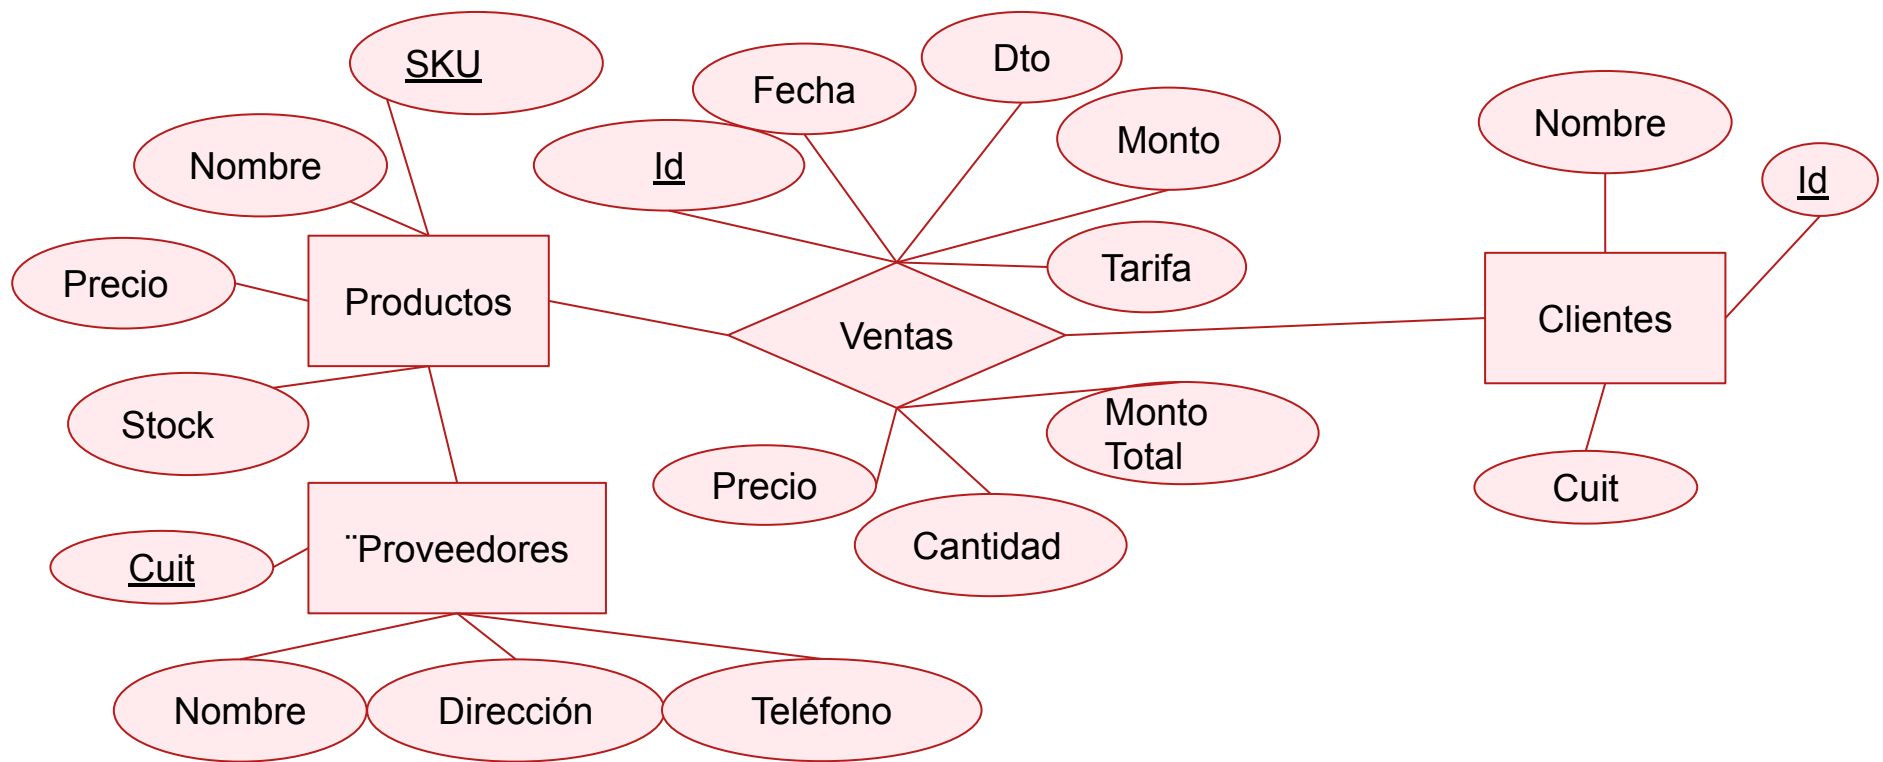 SKU
Dto
Fecha
Monto
Nombre
Nombre
Id
Id
Tarifa
Precio
Productos
Clientes
Ventas
Stock
Monto
Total
Precio
Cuit
Cantidad
¨Proveedores
Cuit
Nombre
Dirección
Teléfono